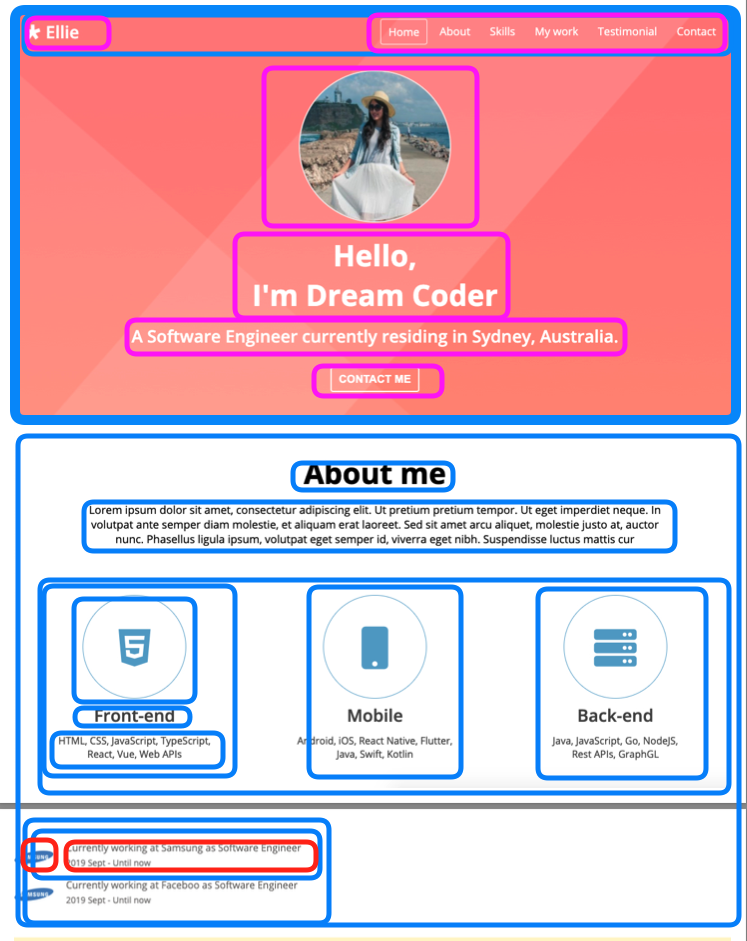 Ellie
Home About Skills My work Testimonial Contact
Hello,
I'm Dream Coder
A Software Engineer currently residing in Sydney, Australia.
CONTACT ME
About me
Lorem ipsum dolor sit amet, consectetur adipiscing elit. Ut pretium pretium tempor. Ut eget imperdiet neque. In
volutpat ante semper diam molestie, et aliquam erat laoreet. Sed sit amet arcu aliquet, molestie justo at, auctor
nunc. Phasellus ligula ipsum, volutpat eget semper id, viverra eget nibh. Suspendisse luctus mattis cur
Front-end
HTML, CSS, JavaScript, TypeScript,
React, Vue, Web APIs
Mobile
Android, iOS, React Native, Flutter,
Java, Swift, Kotlin
Back-end
Java, JavaScript, Go, NodeJS,
Rest APIs, GraphGL
Currently working at Samsung as Software Engineer
2019 Sept - Until now
Currently working at Faceboo as Software Engineer
2019 Sept - Until now